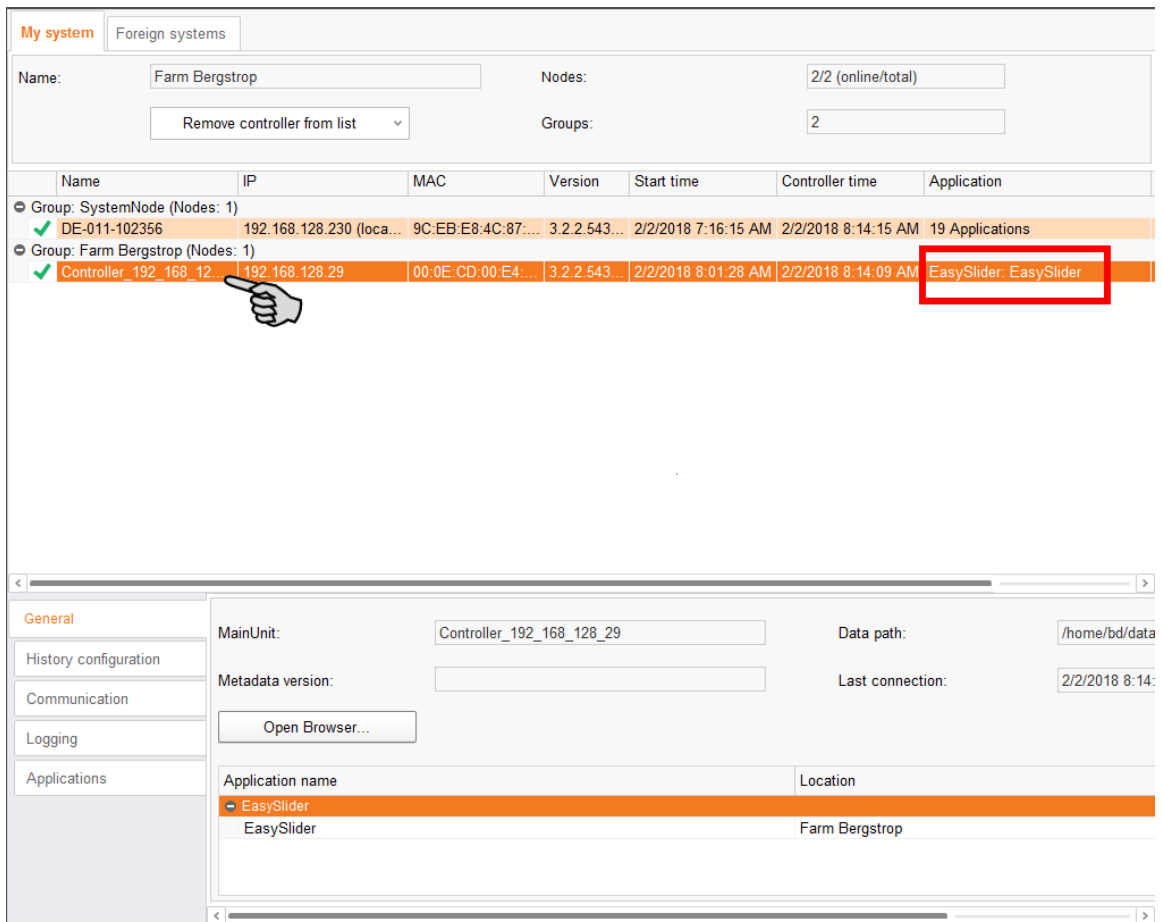 My system Foreign systems
Name: Farm Bergstrop Nodes: 2/2 (online/total)
Remove controller from list Groups: 2
Name IP MAC Version Start time Controller time Application
Group: SystemNode (Nodes: 1)
DE-011-102356 192.168.128.230 (loca... 9C:EB:E8:4C:87:... 3.2.2.543... 2/2/2018 7:16:15 AM 2/2/2018 8:14:15 AM 19 Applications
Group: Farm Bergstrop (Nodes: 1)
Controller_192_168_12... 192.168.128.29 00:0E:CD:00:E4:... 3.2.2.543... 2/2/2018 8:01:28 AM 2/2/2018 8:14:09 AM EasySlider: EasySlider
General
MainUnit: Controller_192_168_128_29 Data path: /home/bd/data
History configuration
Metadata version: Last connection: 2/2/2018 8:14:
Communication
Open Browser...
Logging
Applications
Application name Location
EasySlider
EasySlider Farm Bergstrop